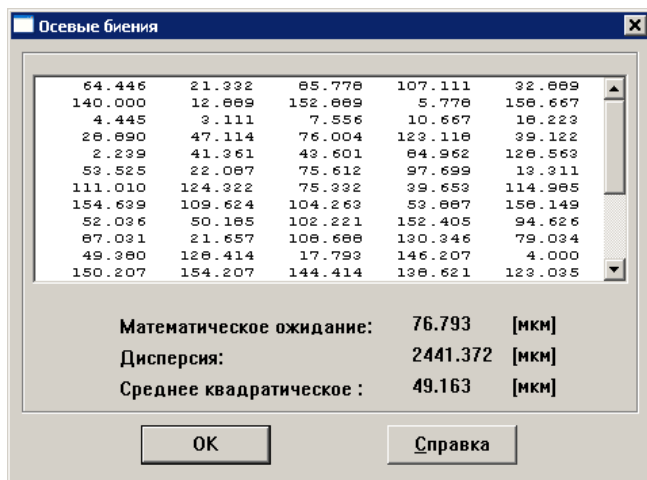 Осевые биения
64.446 21.332 85.778 107.111 32.889
140.000 12.889 152.889 5.778 158.667
4.445 3.111 7.556 10.667 18.223
28.890 47.114 76.004 123.118 39.122
2.239 41.361 43.601 84.962 128.563
53.525 22.087 75.612 97.699 13.311
111.010 124.322 75.332 39.653 114.985
154.639 109.624 104.263 53.887 158.149
52.036 50.185 102.221 152.405 94.626
87.031 21.657 108.688 130.346 79.034
49.380 128.414 17.793 146.207 4.000
150.207 154.207 144.414 138.621 123.035
Математическое ожидание: 76.793 [мкм]
Дисперсия: 2441.372 [мкм]
Среднее квадратическое : 49.163 [мкм]
OK Справка